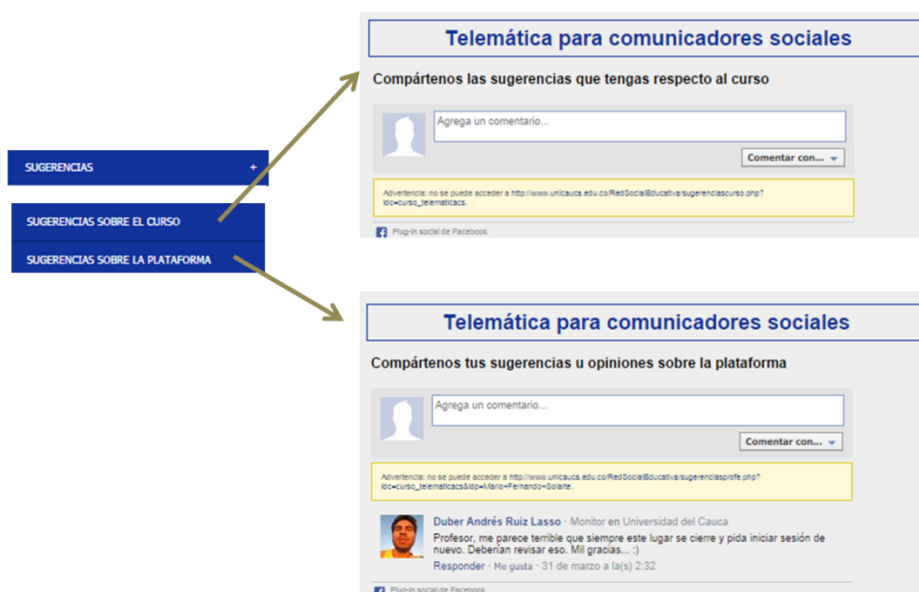 SUGERENCIAS +
SUGERENCIAS SOBRE EL CURSO
SUGERENCIAS SOBRE LA PLATAFORMA
Telemática para comunicadores sociales
Compártenos las sugerencias que tengas respecto al curso
Agrega un comentario...
Comentar con...
Advertencia: no se puede acceder a http://www.unicauca.edu.co/RedSocialEducativa/sugerenciascurso.php?
idc=curso_telematicacs.
Plug-in social de Facebook
Telemática para comunicadores sociales
Compártenos tus sugerencias u opiniones sobre la plataforma
Agrega un comentario...
Comentar con...
Advertencia: no se puede acceder a http://www.unicauca.edu.co/RedSocialEducativa/sugerenciasprofe.php?
idc=curso_telematicacs&idp=Mario+Fernando+Solarte.
Duber Andrés Ruiz Lasso · Monitor en Universidad del Cauca
Profesor, me parece terrible que siempre este lugar se cierre y pida iniciar sesión de
nuevo. Deberían revisar eso. Mil gracias... :)
Responder · Me gusta · 31 de marzo a la(s) 2:32
Plug-in social de Facebook